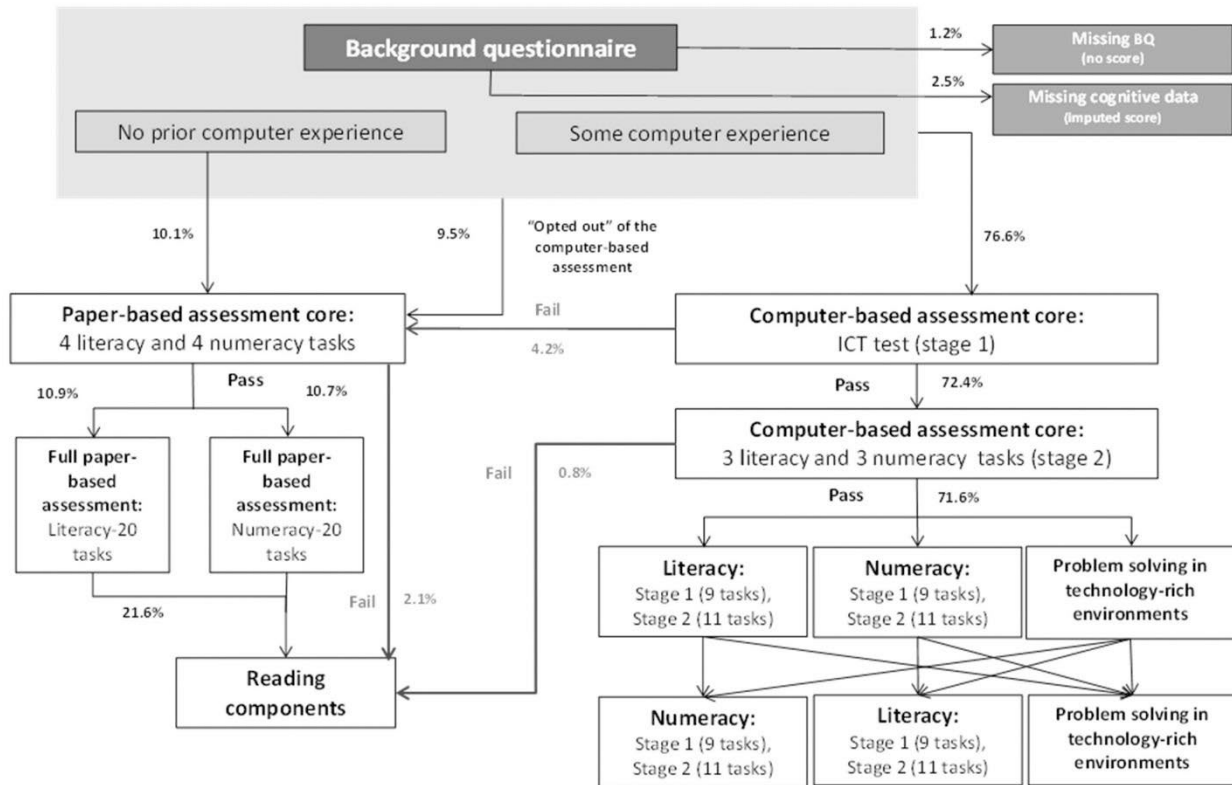 Background questionnaire
1.2%
Missing BQ
(no score)
2.5%
Missing cognitive data
(Imputed score)
No prior computer experience
Some computer experience
10.1%
9.5%
"Opted out" of the
computer-based
assessment
76.6%
Paper-based assessment core:
4 literacy and 4 numeracy tasks
Fail
4.2%
Computer-based assessment core:
ICT test (stage 1)
Pass
10.9%
10.7%
Pass
72.4%
Full paper-
based
assessment:
Literacy-20
tasks
Full paper-
based
assessment:
Numeracy-20
tasks
Computer-based assessment core:
3 literacy and 3 numeracy tasks (stage 2)
Fail
0.8%
Pass
71.6%
21.6%
Fail
2.1%
Literacy:
Stage 1 (9 tasks),
Stage 2 (11 tasks)
Numeracy:
Stage 1 (9 tasks),
Stage 2 (11 tasks)
Problem solving in
technology-rich
environments
Reading
components
Numeracy:
Stage 1 (9 tasks),
Stage 2 (11 tasks)
Literacy:
Stage 1 (9 tasks),
Stage 2 (11 tasks)
Problem solving in
technology-rich
environments